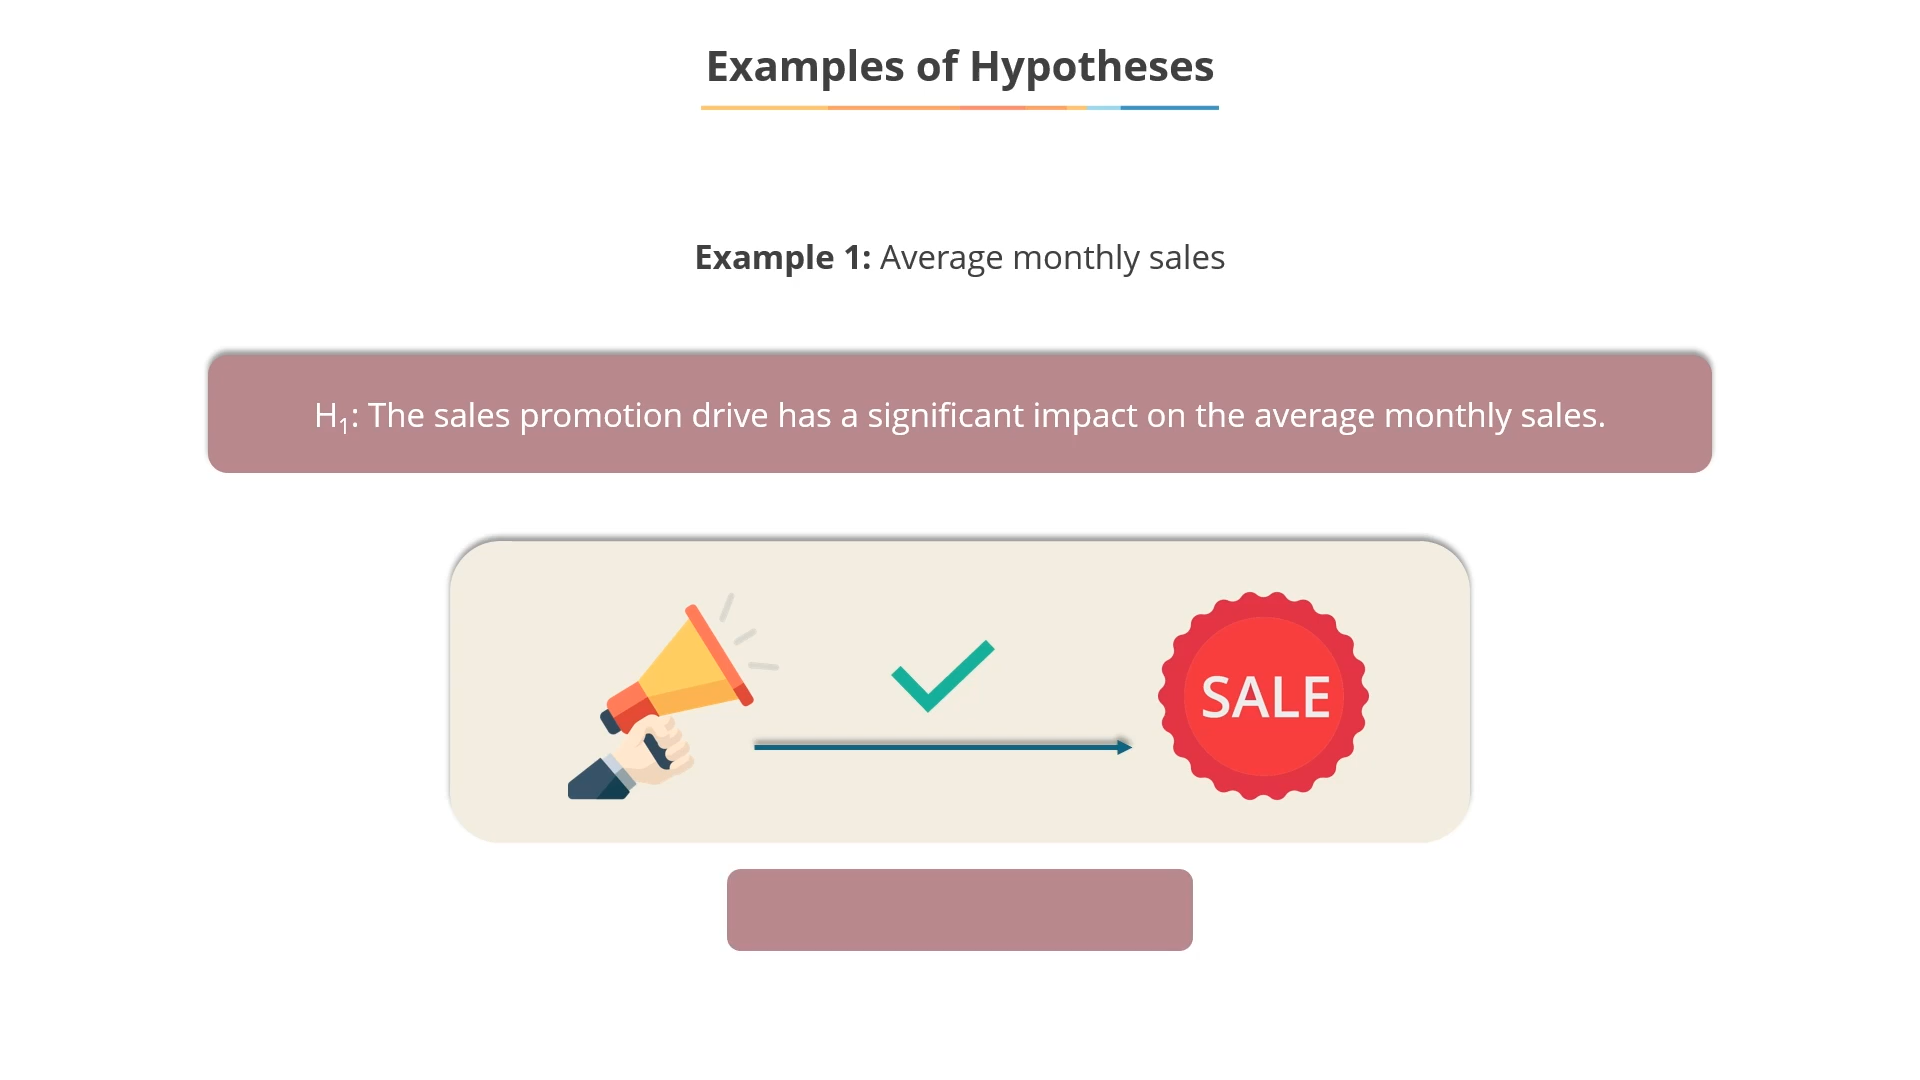 Examples of Hypotheses
Example 1: Average monthly sales
H₁: The sales promotion drive has a significant impact on the average monthly sales.
SALE